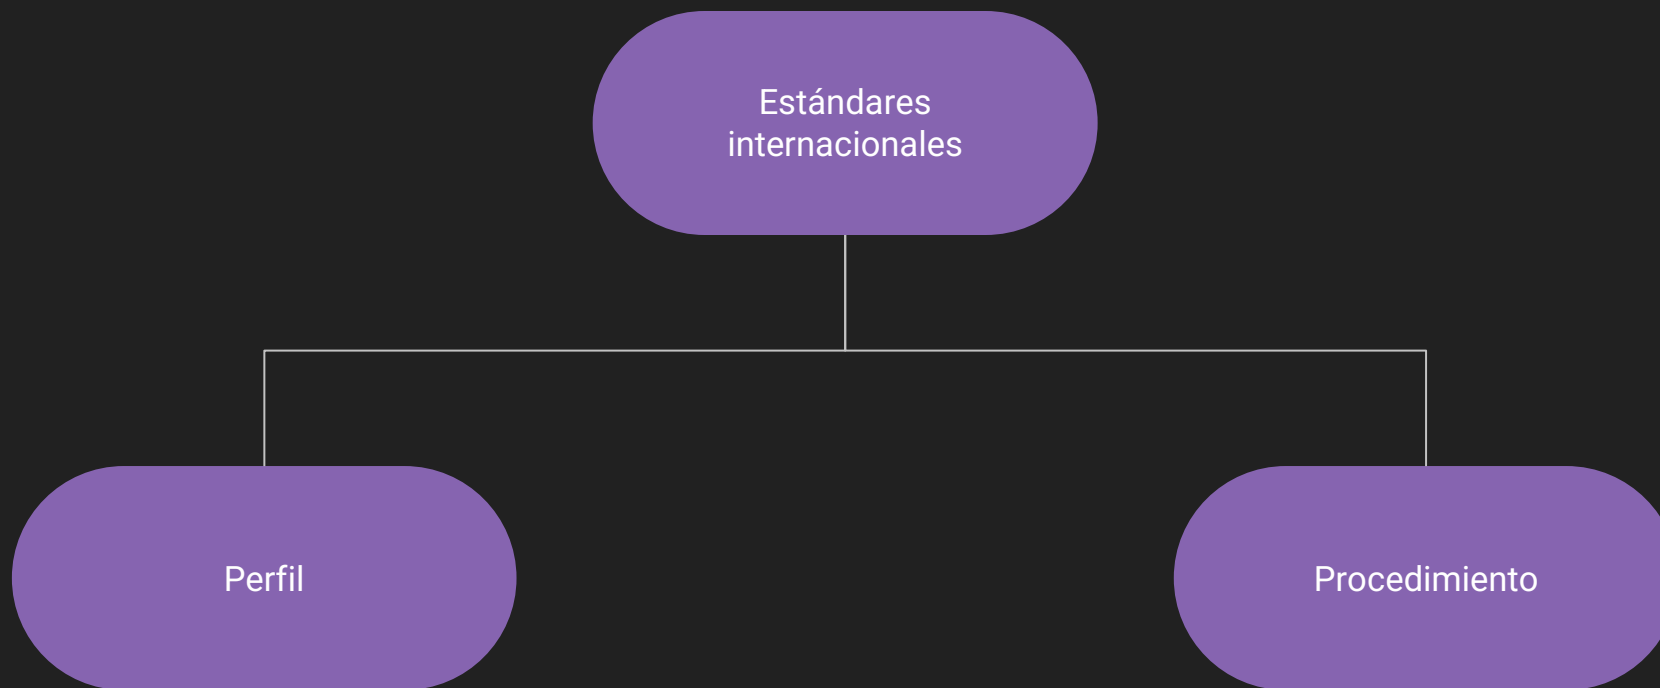 Estándares
internacionales
Perfil
Procedimiento